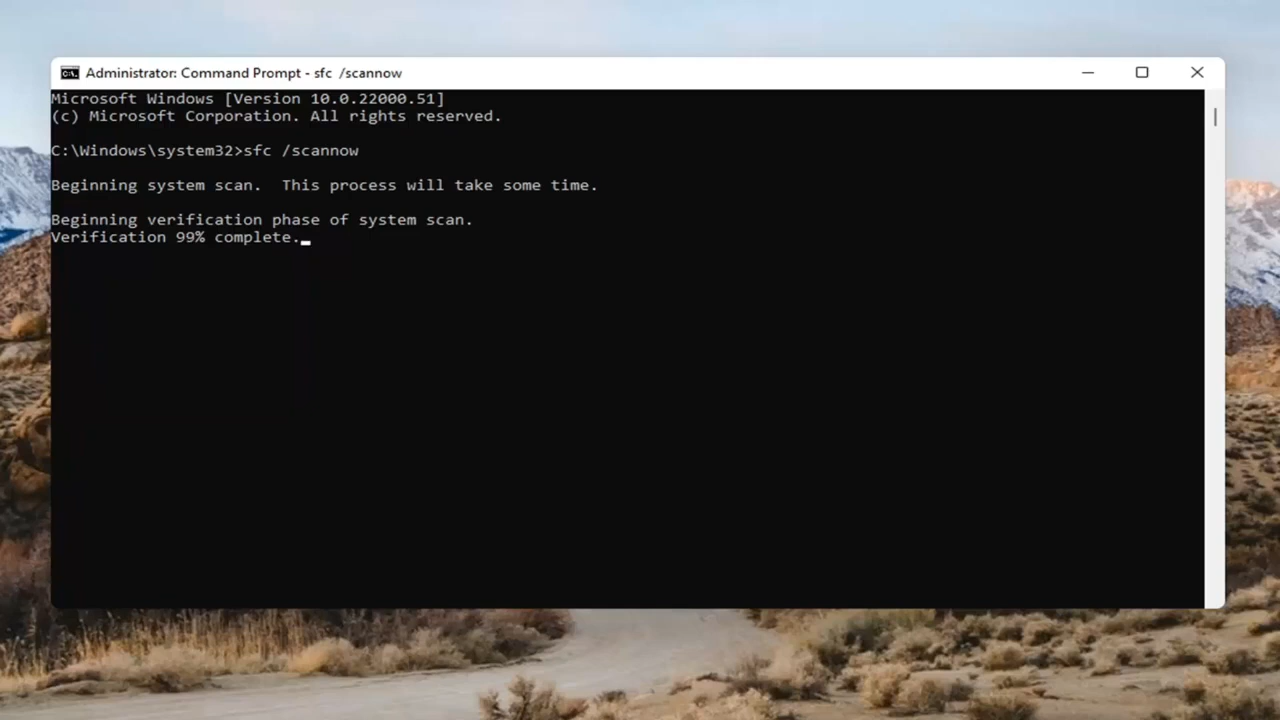 Administrator: Command Prompt - sfc  /scannow
Microsoft Windows [Version 10.0.22000.51]
(c) Microsoft Corporation. All rights reserved.
C:\Windows\system32>sfc /scannow
Beginning system scan.  This process will take some time.
Beginning verification phase of system scan.
Verification 99% complete.